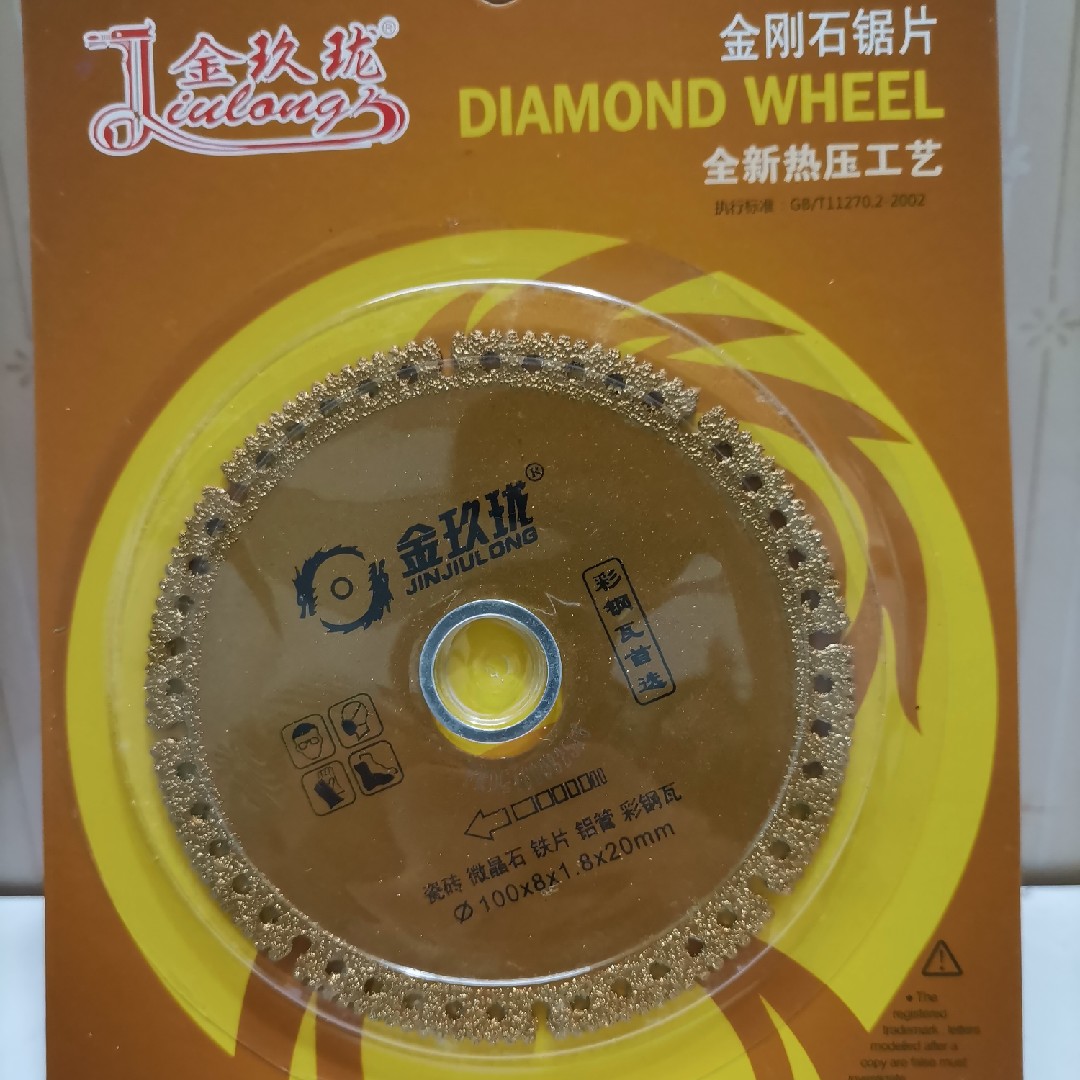 金玖珑®
Jiulong
金刚石锯片
DIAMOND WHEEL
全新热压工艺
执行标准 GB/T11270.2-2002
金玖珑®
JINJIULONG
彩钢瓦首选
瓷砖 微晶石 铁片 铝管 彩钢瓦
Ø100x8x1.8x20mm
• The
registered
trademark, letters
modeled after a
copy are false must
investigate